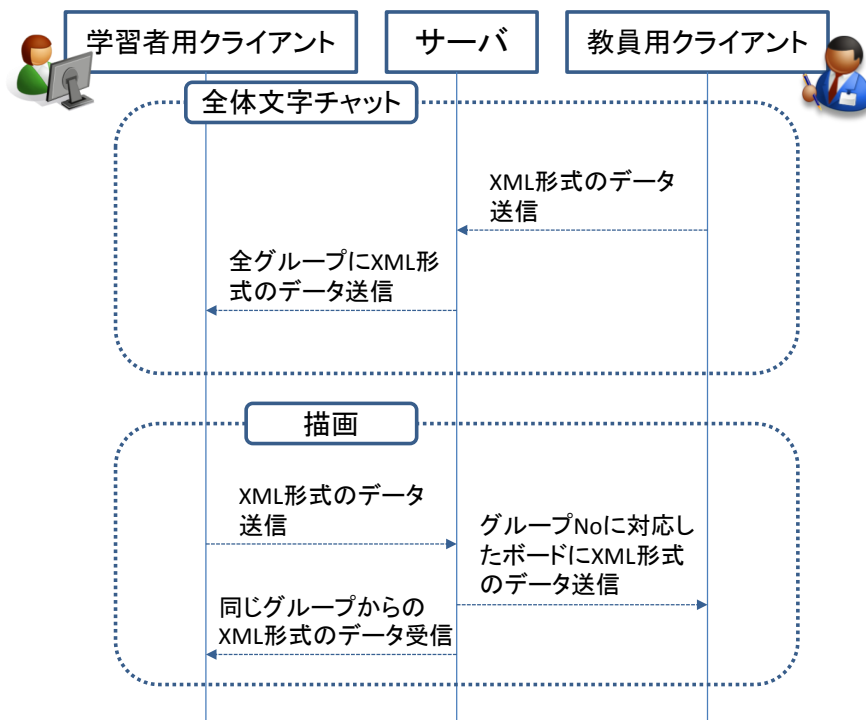 学習者用クライアント
サーバ
教員用クライアント
全体文字チャット
XML形式のデータ
送信
全グループにXML形
式のデータ送信
描画
XML形式のデータ
送信
グループNoに対応し
たボードにXML形式
のデータ送信
同じグループからの
XML形式のデータ受信